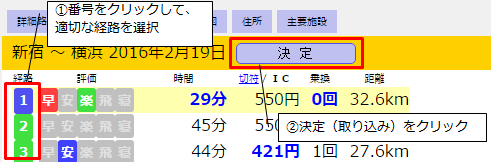 ①番号をクリックして、
適切な経路を選択
住所 主要施設
新宿 ～ 横浜 2016年2月19日 決 定
経路 評価 時間 切符 / I C 乗換 距離
1 早 安 楽 飛 寝 29分 550円 0回 32.6km
2 早 安 楽 飛 寝 45分
②決定（取り込み）をクリック
3 早 安 楽 飛 寝 44分 421円 1回 27.6km